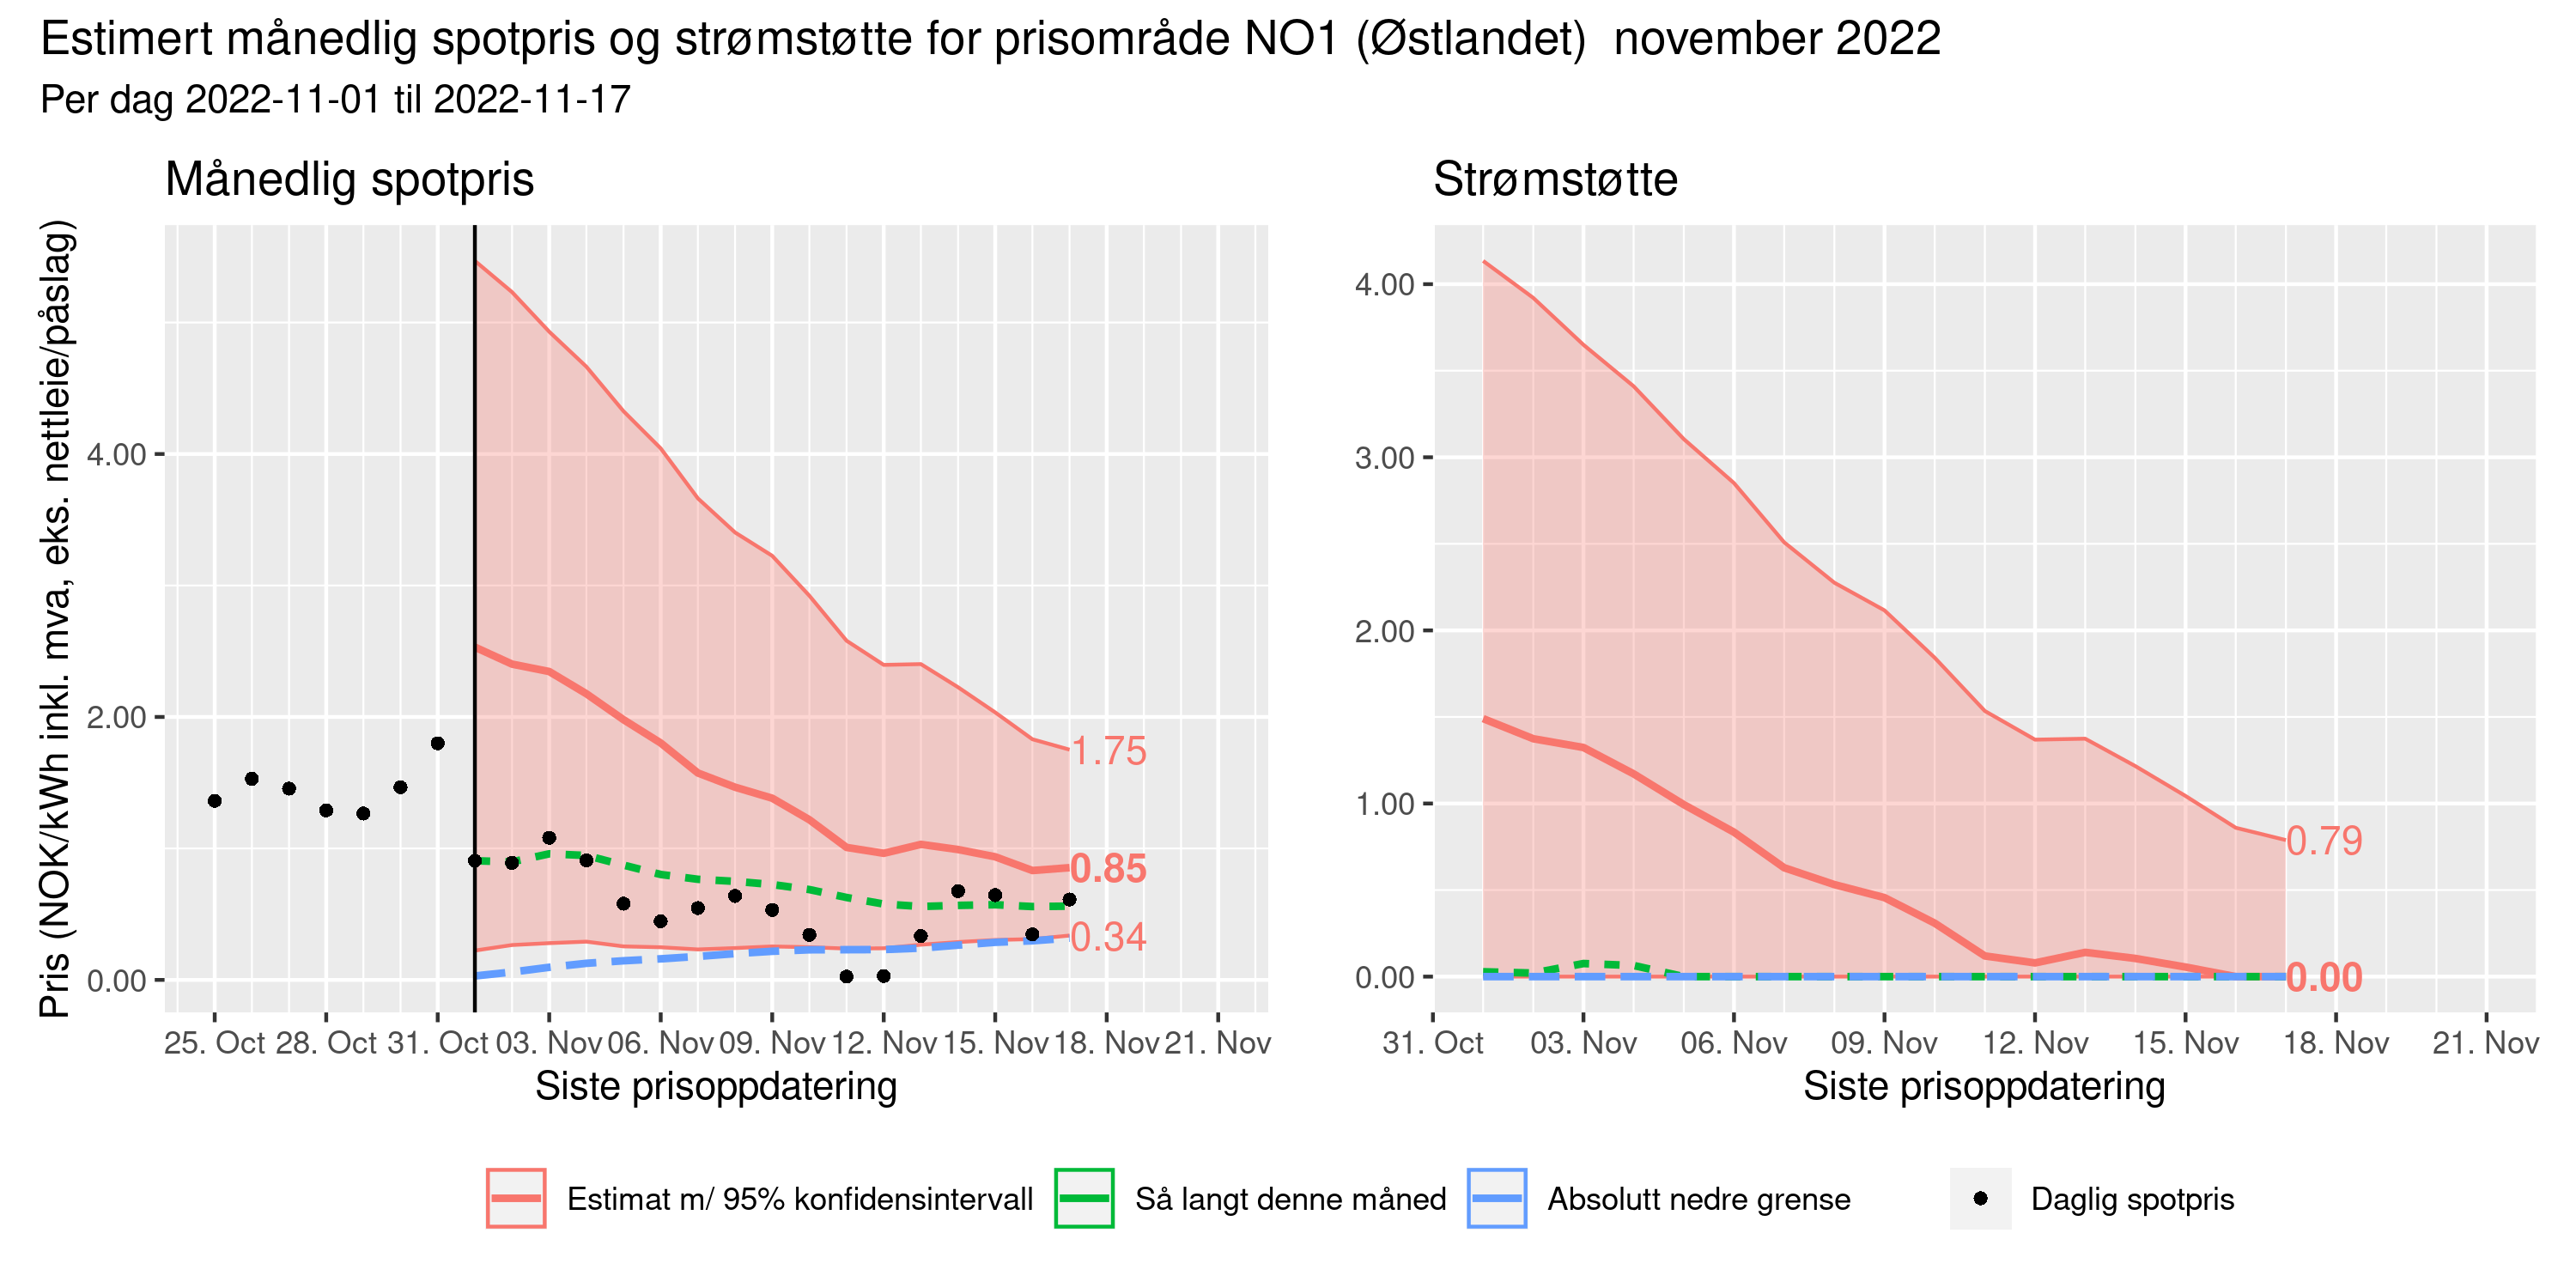 Estimert månedlig spotpris og strømstøtte for prisområde NO1 (Østlandet)  november 2022
Per dag 2022-11-01 til 2022-11-17
Månedlig spotpris
Pris (NOK/kWh inkl. mva, eks. nettleie/påslag)
4.00
2.00
0.00
1.75
0.85
0.34
25. Oct 28. Oct 31. Oct 03. Nov 06. Nov 09. Nov 12. Nov 15. Nov 18. Nov 21. Nov
Siste prisoppdatering
Strømstøtte
4.00
3.00
2.00
1.00
0.00
0.79
0.00
31. Oct 03. Nov 06. Nov 09. Nov 12. Nov 15. Nov 18. Nov 21. Nov
Siste prisoppdatering
Estimat m/ 95% konfidensintervall Så langt denne måned Absolutt nedre grense Daglig spotpris